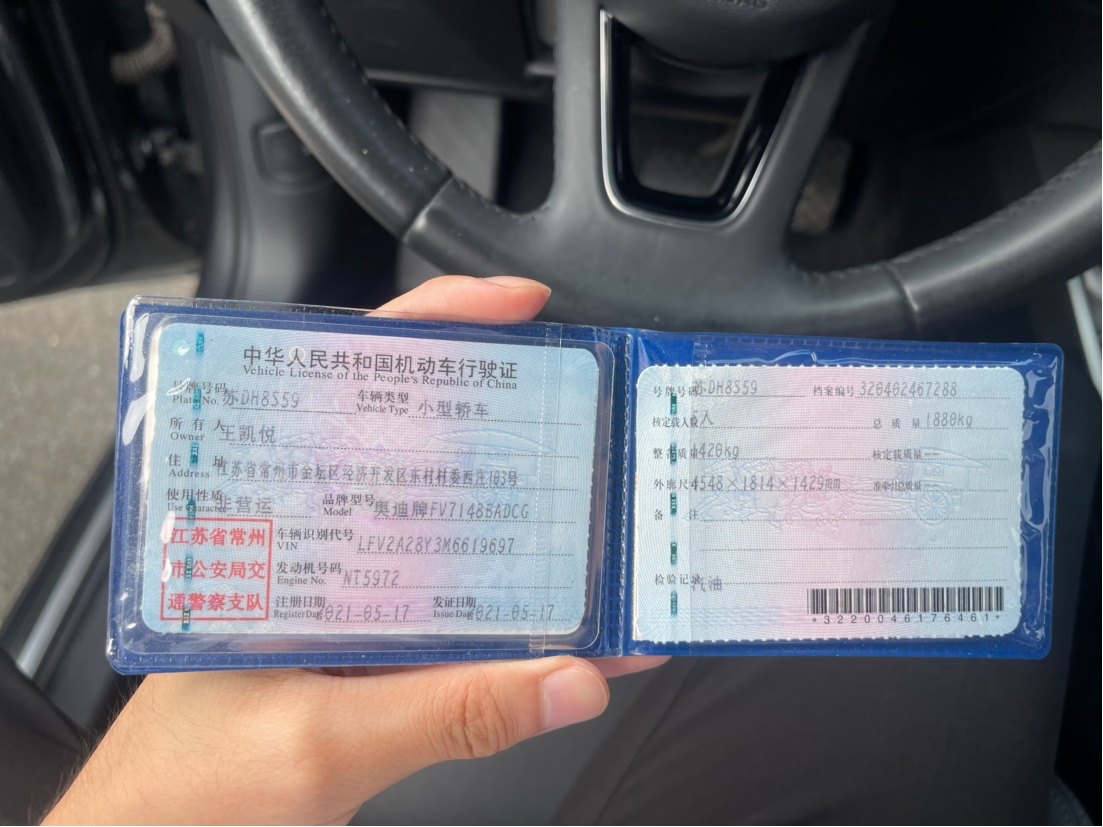 中华人民共和国机动车行驶证
Vehicle License of the People's Republic of China
号牌号码 苏DH8S59 车辆类型 小型轿车
Plate No. Vehicle Type
所有人 王凯悦
Owner
住 址 江苏省常州市金坛区经济开发区东村村委西庄103号
Address
使用性质 非营运 品牌型号 奥迪牌FV7148BADCG
Use Character Model
江苏省常州
市公安局交
通警察支队
车辆识别代号 LFV2A28Y3M6619697
VIN
发动机号码 NT5972
Engine No.
注册日期 021-05-17 发证日期 021-05-17
Register Date Issue Date
号牌号码 苏DH8S59 档案编号 320402467288
核定载人数 5人 总质量 1880kg
整备质量 1420kg 核定载质量 --
外廓尺寸 4548×1814×1429mm 准牵引总质量 --
备 注
检验记录 汽油
*3220046176461*